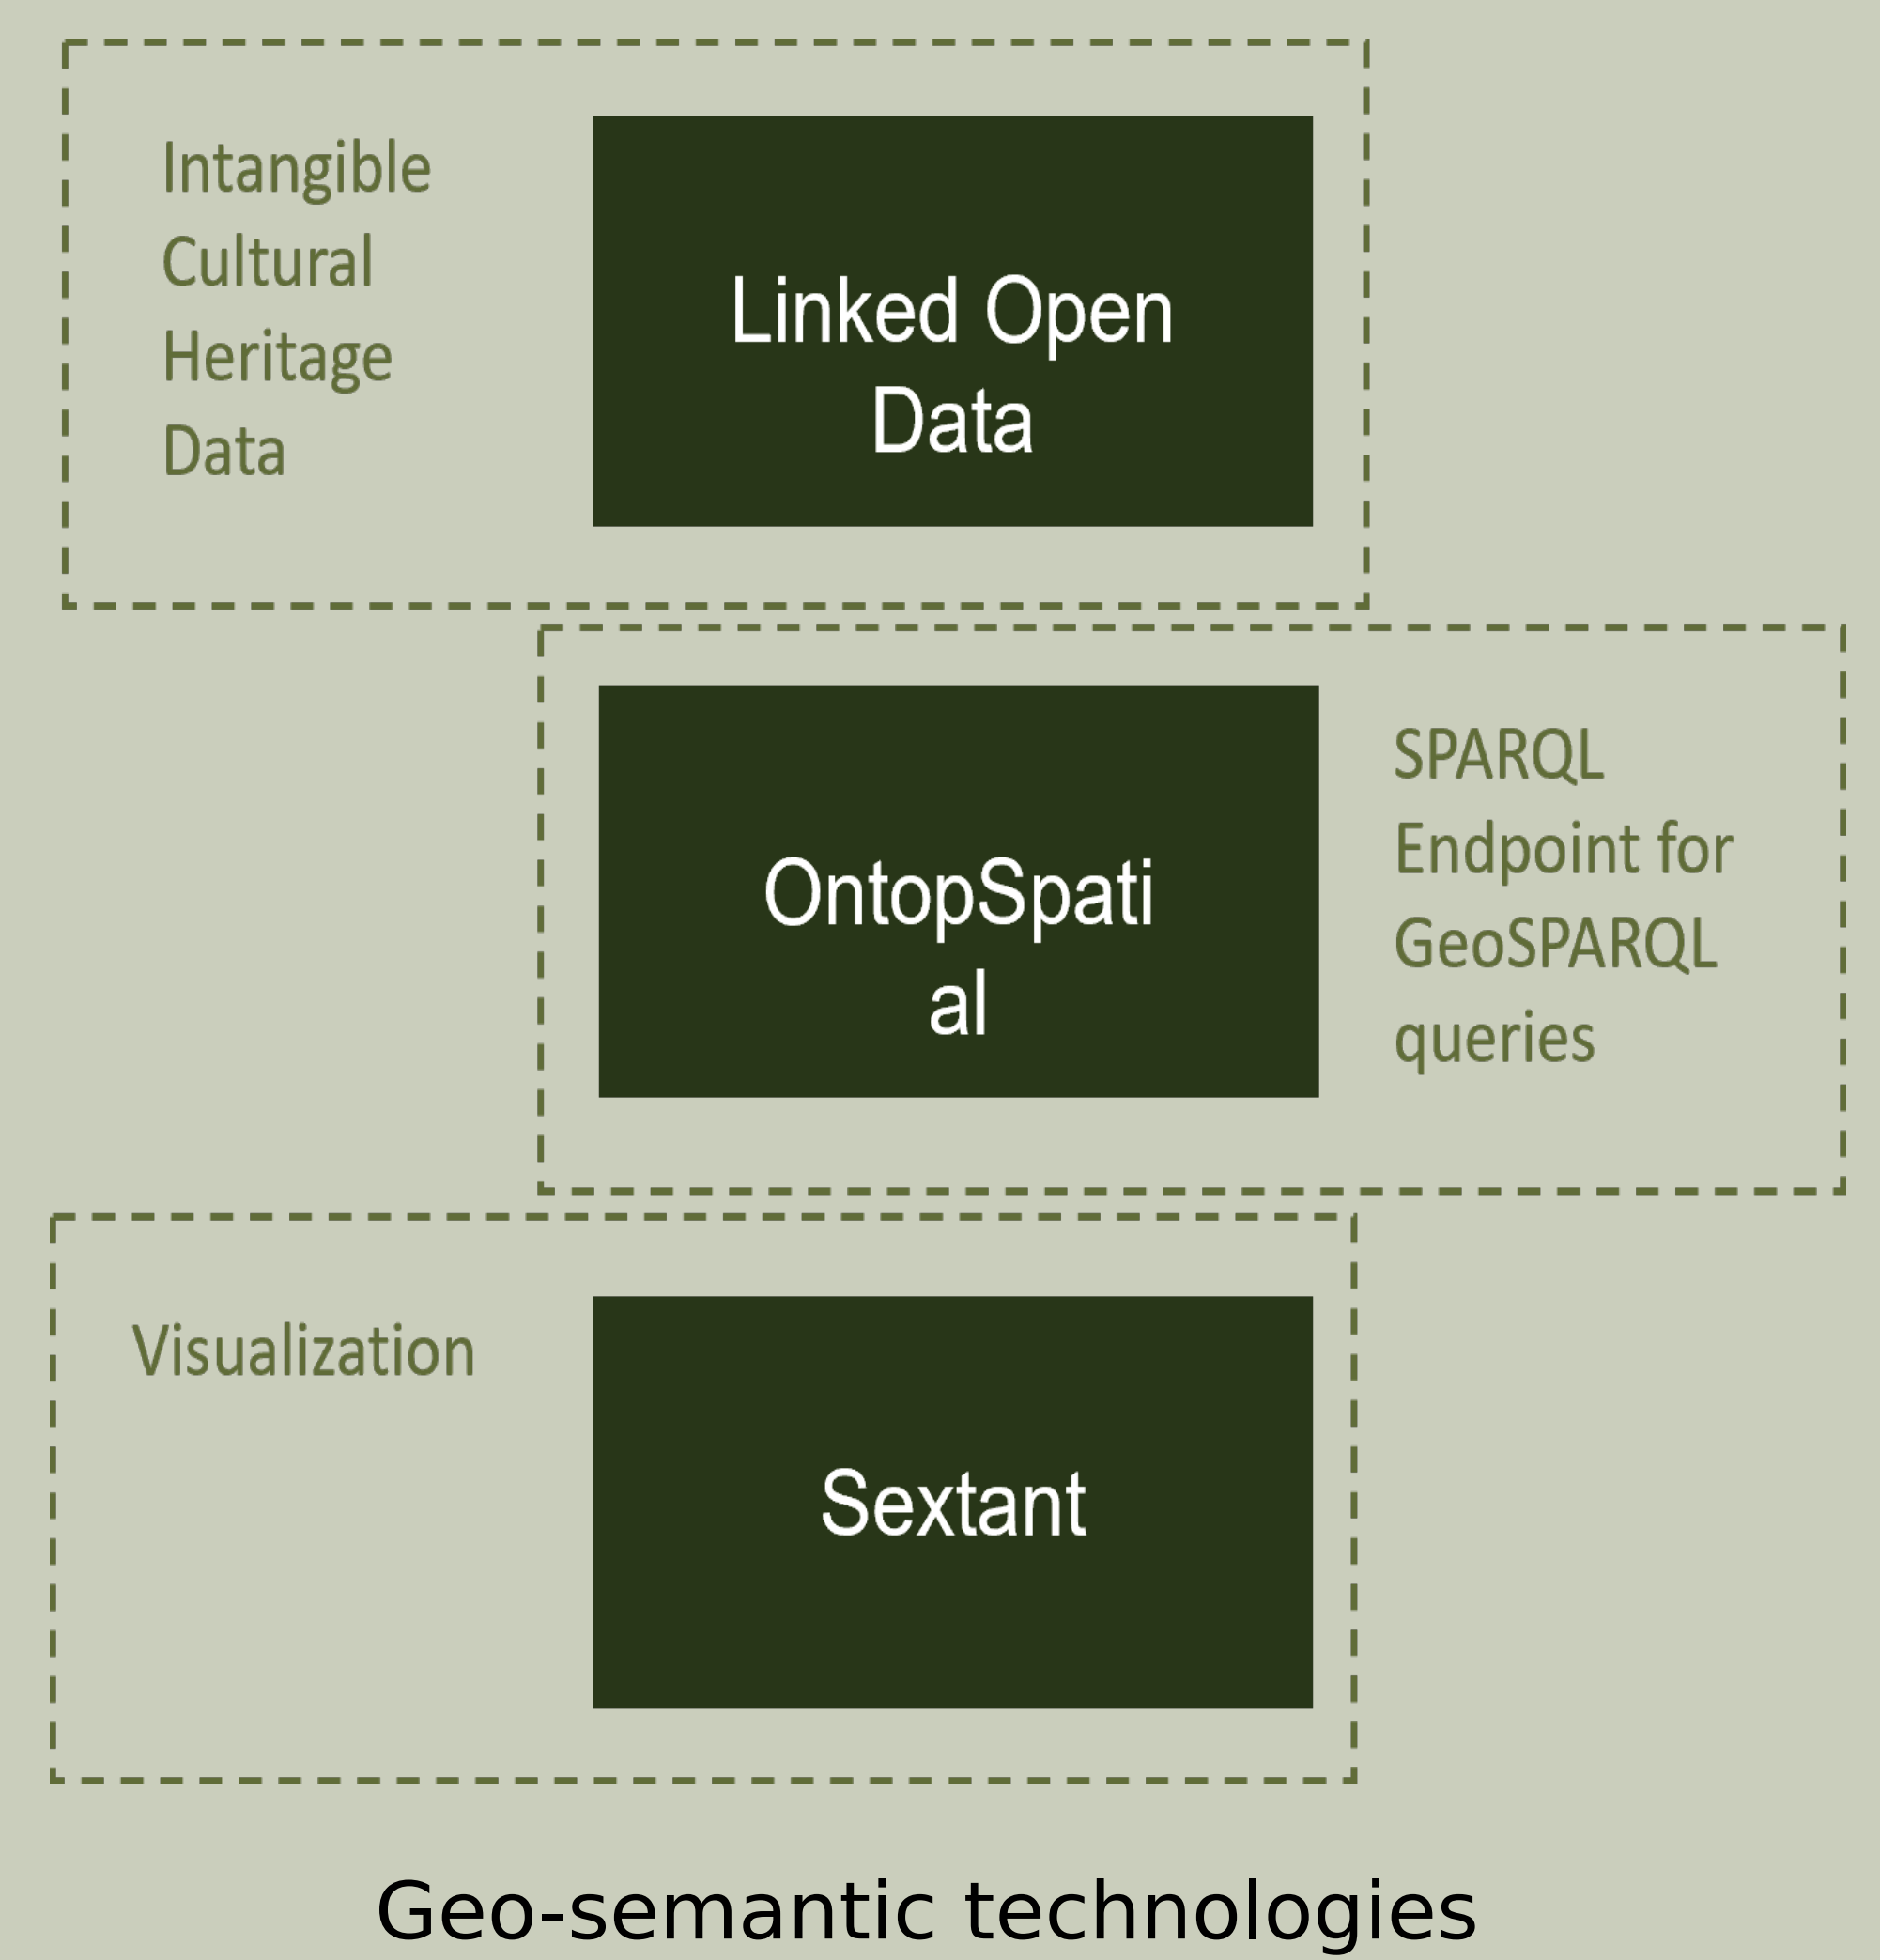 Intangible
Cultural
Heritage
Data
Linked Open
Data
OntopSpati
al
SPARQL
Endpoint for
GeoSPARQL
queries
Visualization
Sextant
Geo-semantic technologies